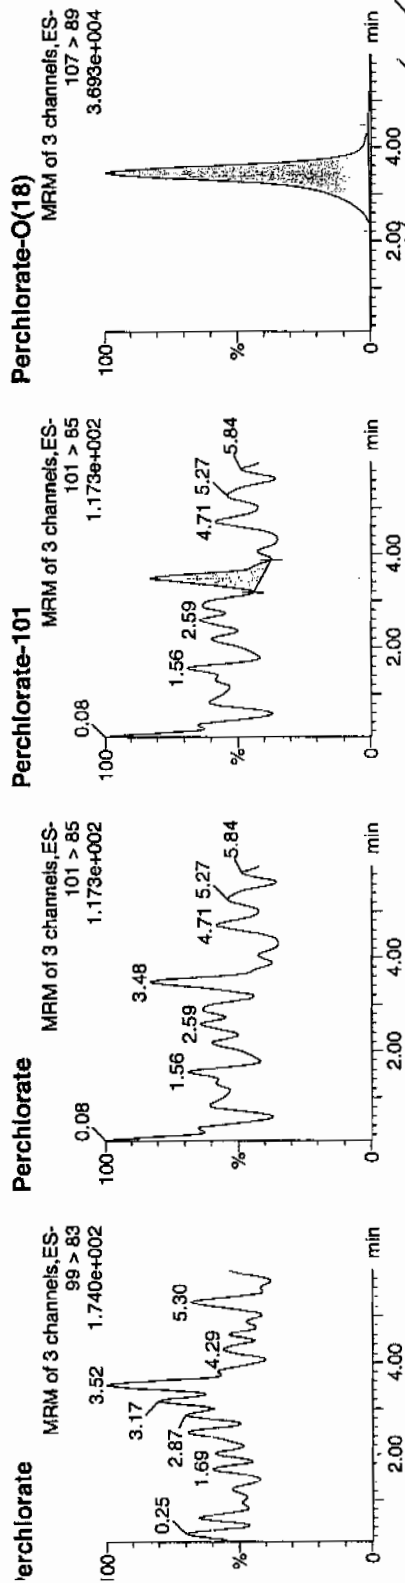 erchlorate
MRM of 3 channels,ES-
99 > 83
1.740e+002
00
%
0.25
1.69
2.87
3.17
3.52
4.29
5.30
2.00
4.00
min
Perchlorate
MRM of 3 channels,ES-
101 > 85
1.173e+002
100
%
0
0.08
1.56
2.59
3.48
4.71
5.27
5.84
2.00
4.00
min
Perchlorate-101
MRM of 3 channels,ES-
101 > 85
1.173e+002
100
%
0
0.08
1.56
2.59
4.71
5.27
5.84
2.00
4.00
min
Perchlorate-O(18)
MRM of 3 channels,ES-
107 > 89
3.693e+004
100
%
0
2.00
4.00
min